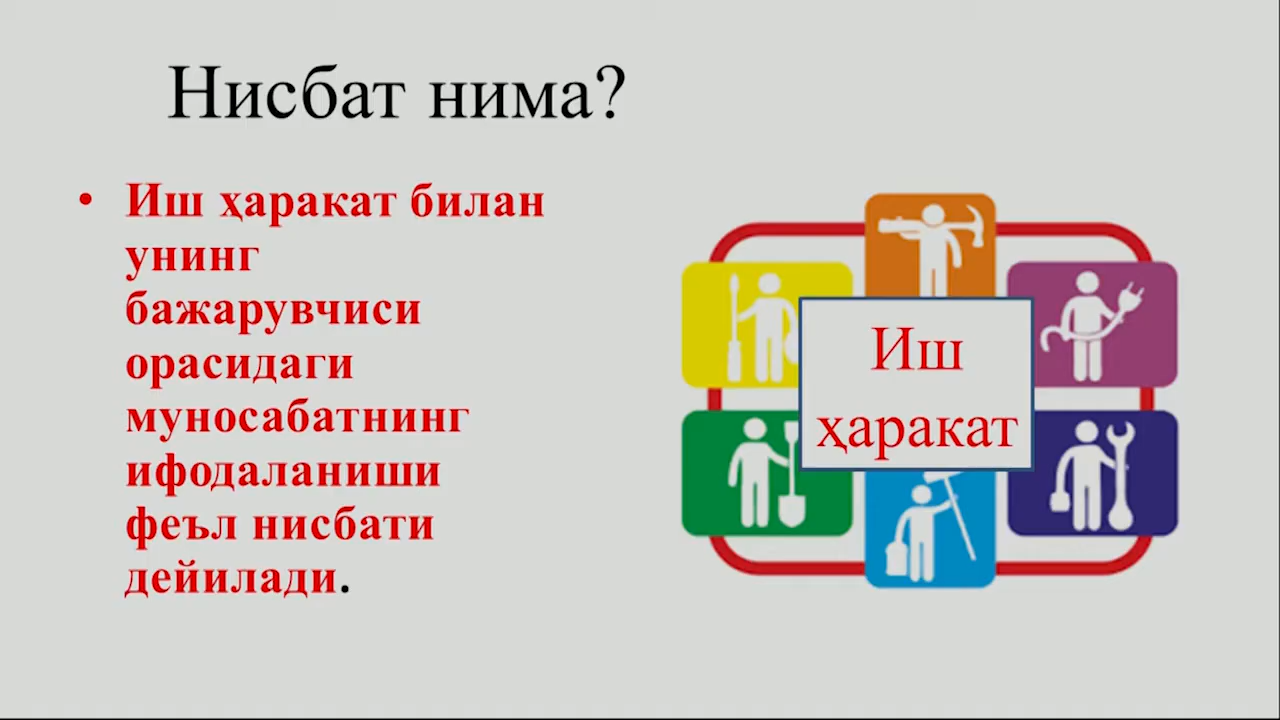 Нисбат нима?
• Иш ҳаракат билан
унинг
бажарувчиси
орасидаги
муносабатнинг
ифодаланиши
феъл нисбати
дейилади.
Иш
ҳаракат